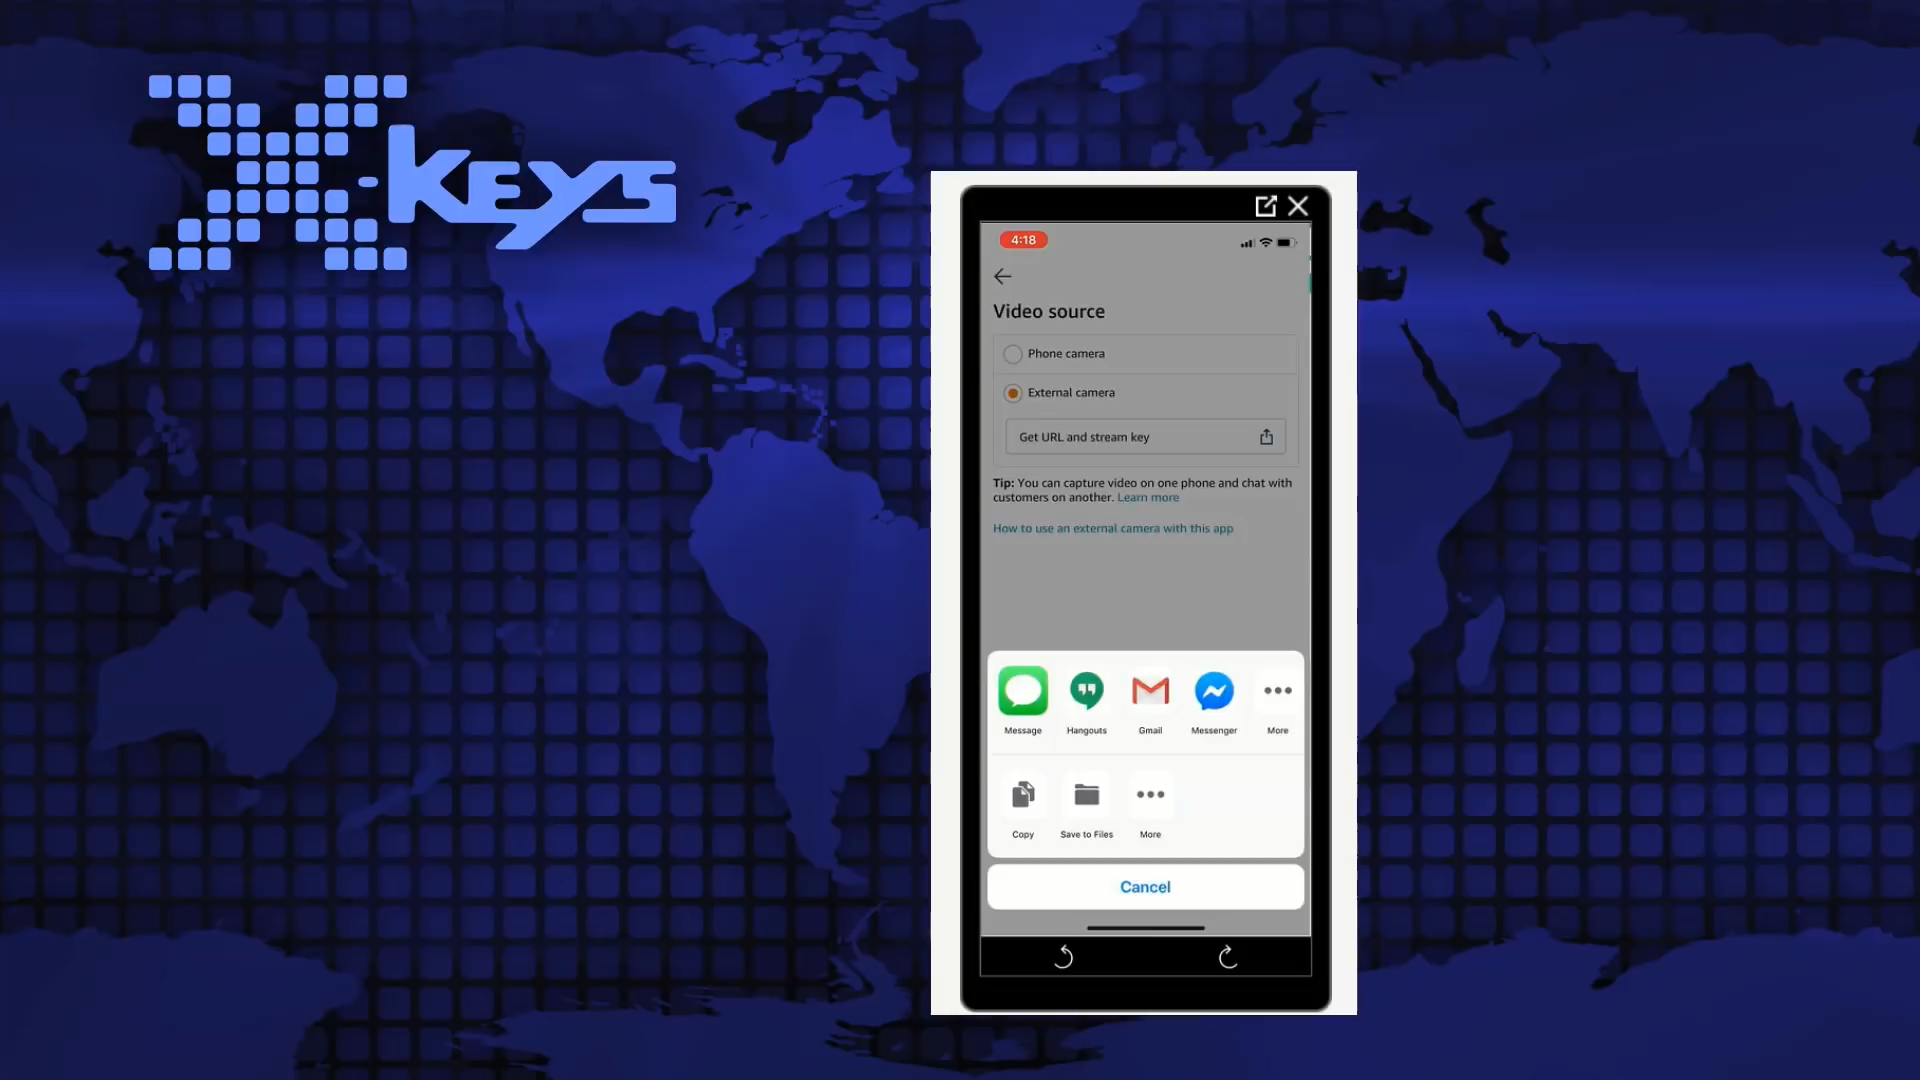 X-keys
4:18
Video source
Phone camera
External camera
Get URL and stream key
Tip: You can capture video on one phone and chat with
customers on another. Learn more
How to use an external camera with this app
Message Hangouts Gmail Messenger More
Copy Save to Files More
Cancel